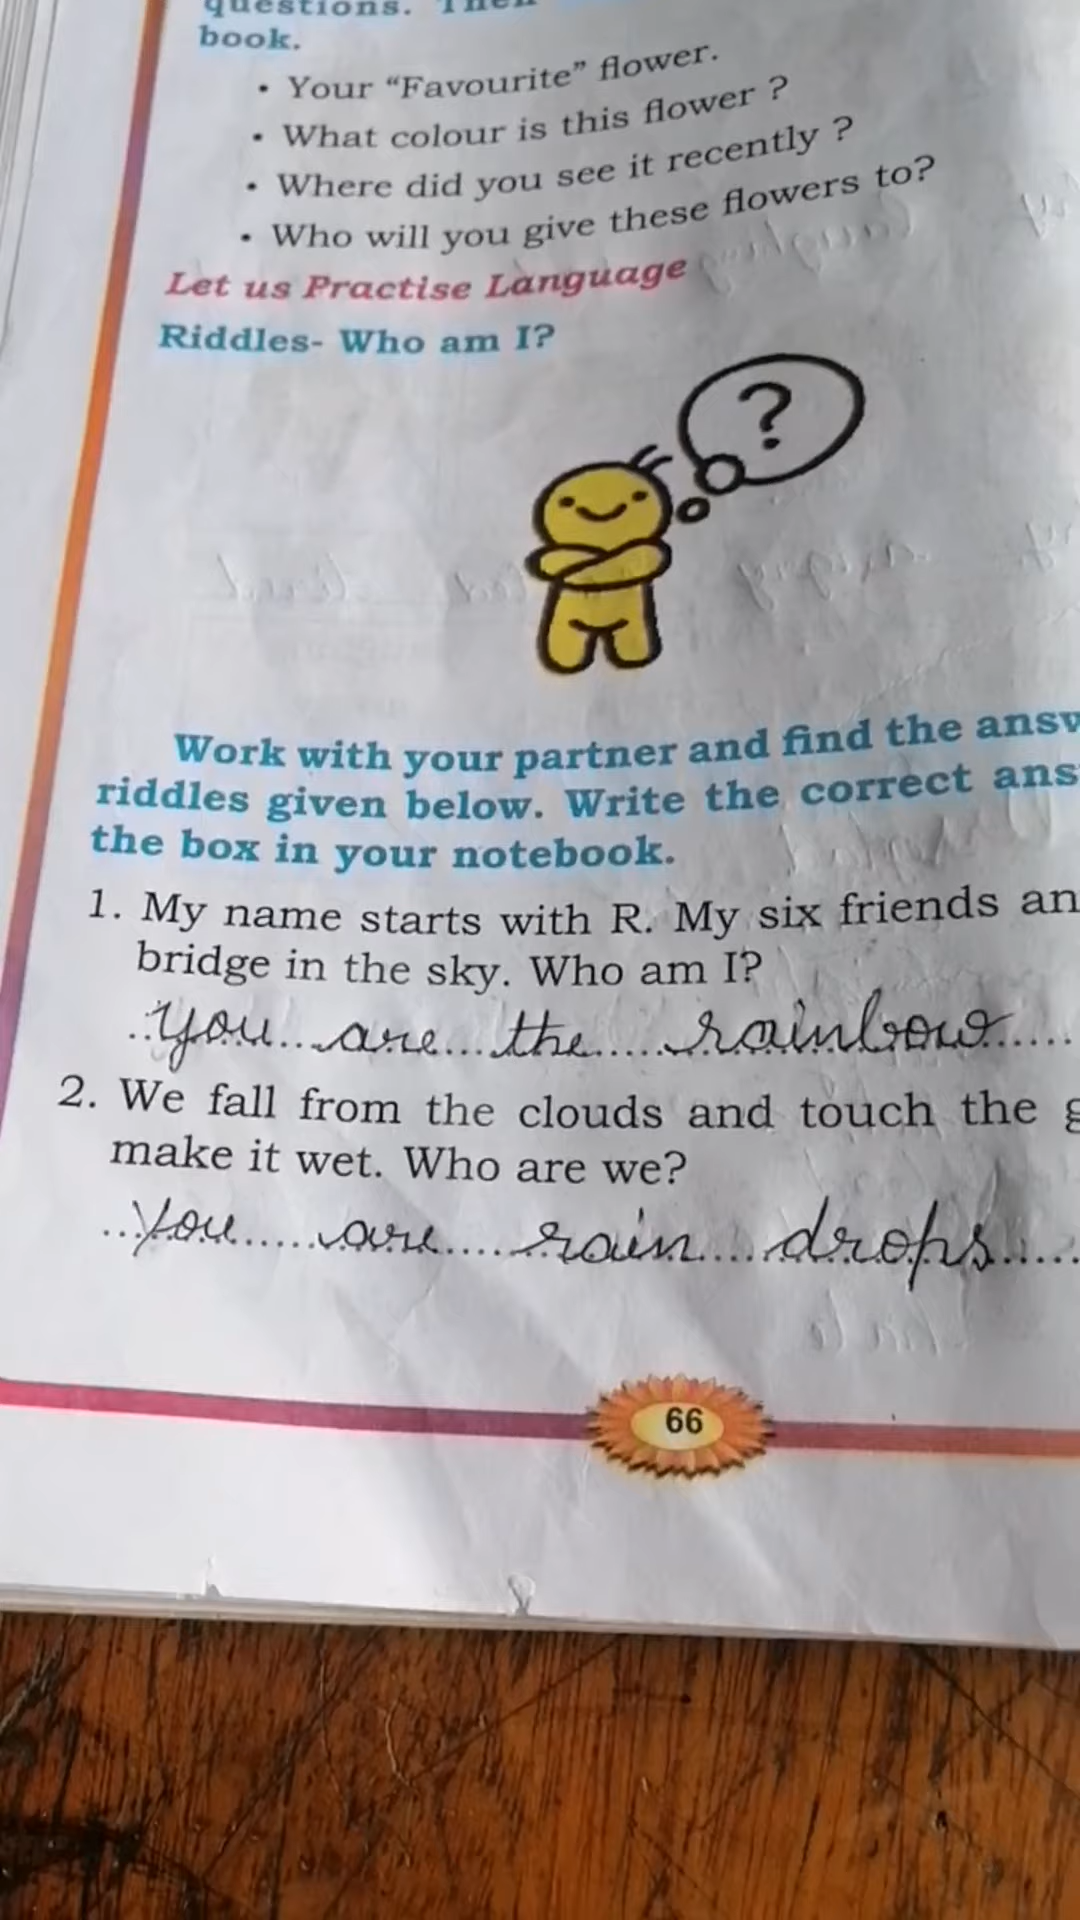 questions. Then
book.
• Your “Favourite” flower.
• What colour is this flower ?
• Where did you see it recently ?
• Who will you give these flowers to?
Let us Practise Language
Riddles- Who am I?
?
Work with your partner and find the
riddles given below. Write the correct
the box in your notebook.
1. My name starts with R. My six friends
bridge in the sky. Who am I?
You are the rainbow
2. We fall from the clouds and touch the
make it wet. Who are we?
You are rain drops
66